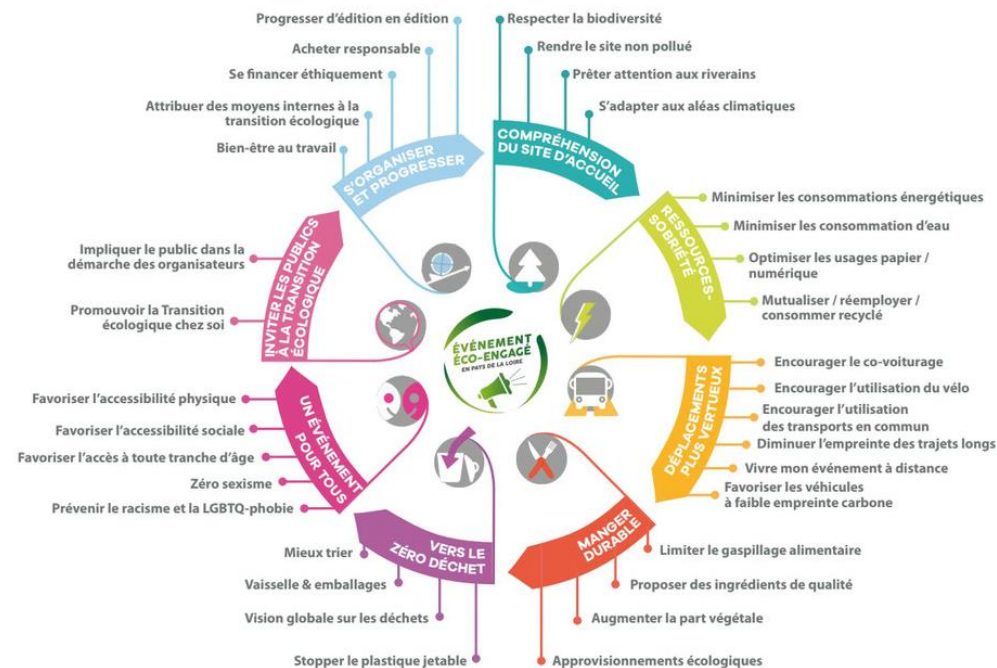 Progresser d'édition en édition
Acheter responsable
Se financer éthiquement
Attribuer des moyens internes à la
transition écologique
Bien-être au travail
S'ORGANISER
ET PROGRESSER
Respecter la biodiversité
Rendre le site non pollué
Prêter attention aux riverains
S'adapter aux aléas climatiques
COMPRÉHENSION
DU SITE D'ACCUEIL
Minimiser les consommations énergétiques
Minimiser les consommation d'eau
Optimiser les usages papier /
numérique
Mutualiser / réemployer /
consommer recyclé
RESSOURCES-
SOBRIÉTÉ
Encourager le co-voiturage
Encourager l'utilisation du vélo
Encourager l'utilisation
des transports en commun
Diminuer l'empreinte des trajets longs
Vivre mon événement à distance
Favoriser les véhicules
à faible empreinte carbone
DÉPLACEMENTS
PLUS VERTUEUX
Limiter le gaspillage alimentaire
Proposer des ingrédients de qualité
Augmenter la part végétale
Approvisionnements écologiques
MANGER
DURABLE
Mieux trier
Vaisselle & emballages
Vision globale sur les déchets
Stopper le plastique jetable
VERS LE
ZÉRO DÉCHET
Favoriser l'accessibilité physique
Favoriser l'accessibilité sociale
Favoriser l'accès à toute tranche d'âge
Zéro sexisme
Prévenir le racisme et la LGBTQ-phobie
UN ÉVÉNEMENT
POUR TOUS
Impliquer le public dans la
démarche des organisateurs
Promouvoir la Transition
écologique chez soi
INVITER LES PUBLICS
À LA TRANSITION
ÉCOLOGIQUE
ÉVÉNEMENT
ÉCO-ENGAGÉ
EN PAYS DE LA LOIRE